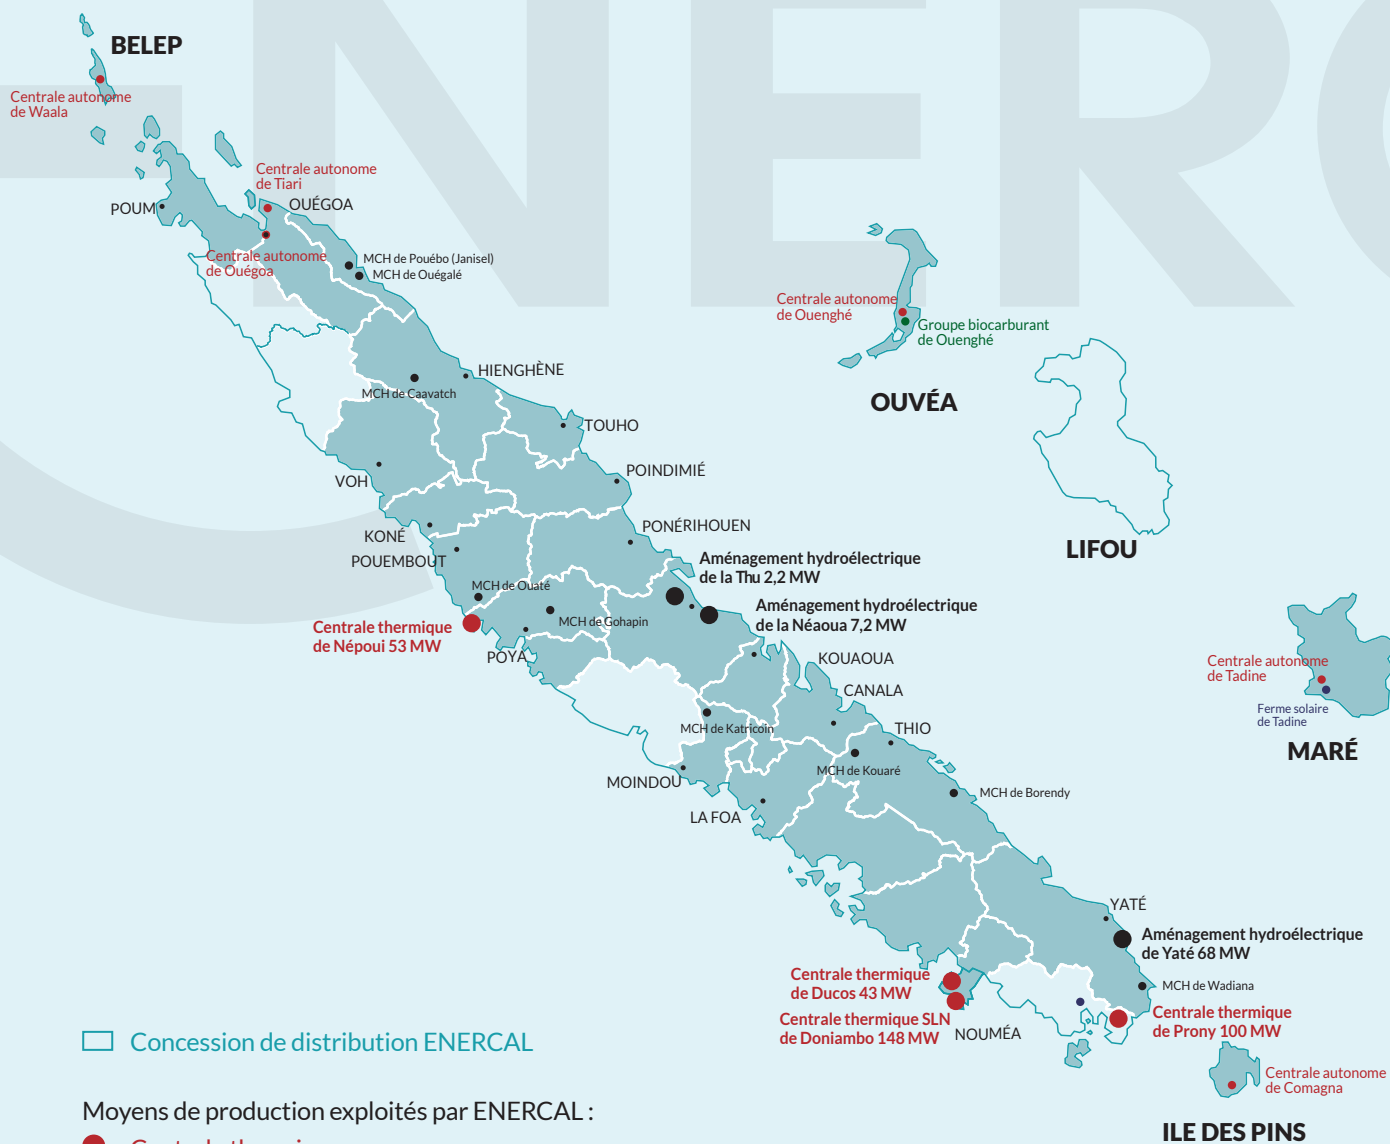 ENERC
BELEP
Centrale autonome
de Waala
Centrale autonome
de Tiari
POUM
OUÉGOA
Centrale autonome
de Ouégoa
MCH de Pouébo (Janisel)
MCH de Ouégalé
Centrale autonome
de Ouenghé
Groupe biocarburant
de Ouenghé
OUVÉA
HIENGHÈNE
MCH de Caavatch
TOUHO
POINDIMIÉ
VOH
PONÉRIHOUEN
KONÉ
POUEMBOUT
LIFOU
Aménagement hydroélectrique
de la Thu 2,2 MW
MCH de Ouaté
Aménagement hydroélectrique
de la Néaoua 7,2 MW
MCH de Gohapin
Centrale thermique
de Népoui 53 MW
POYA
KOUAOUA
CANALA
Centrale autonome
de Tadine
Ferme solaire
de Tadine
MARÉ
MCH de Katricoin
THIO
MCH de Kouaré
MOINDOU
MCH de Borendy
LA FOA
YATÉ
Aménagement hydroélectrique
de Yaté 68 MW
Centrale thermique
de Ducos 43 MW
MCH de Wadiana
Centrale thermique SLN
de Doniambo 148 MW
NOUMÉA
Centrale thermique
de Prony 100 MW
Centrale autonome
de Comagna
ILE DES PINS
Concession de distribution ENERCAL
Moyens de production exploités par ENERCAL :